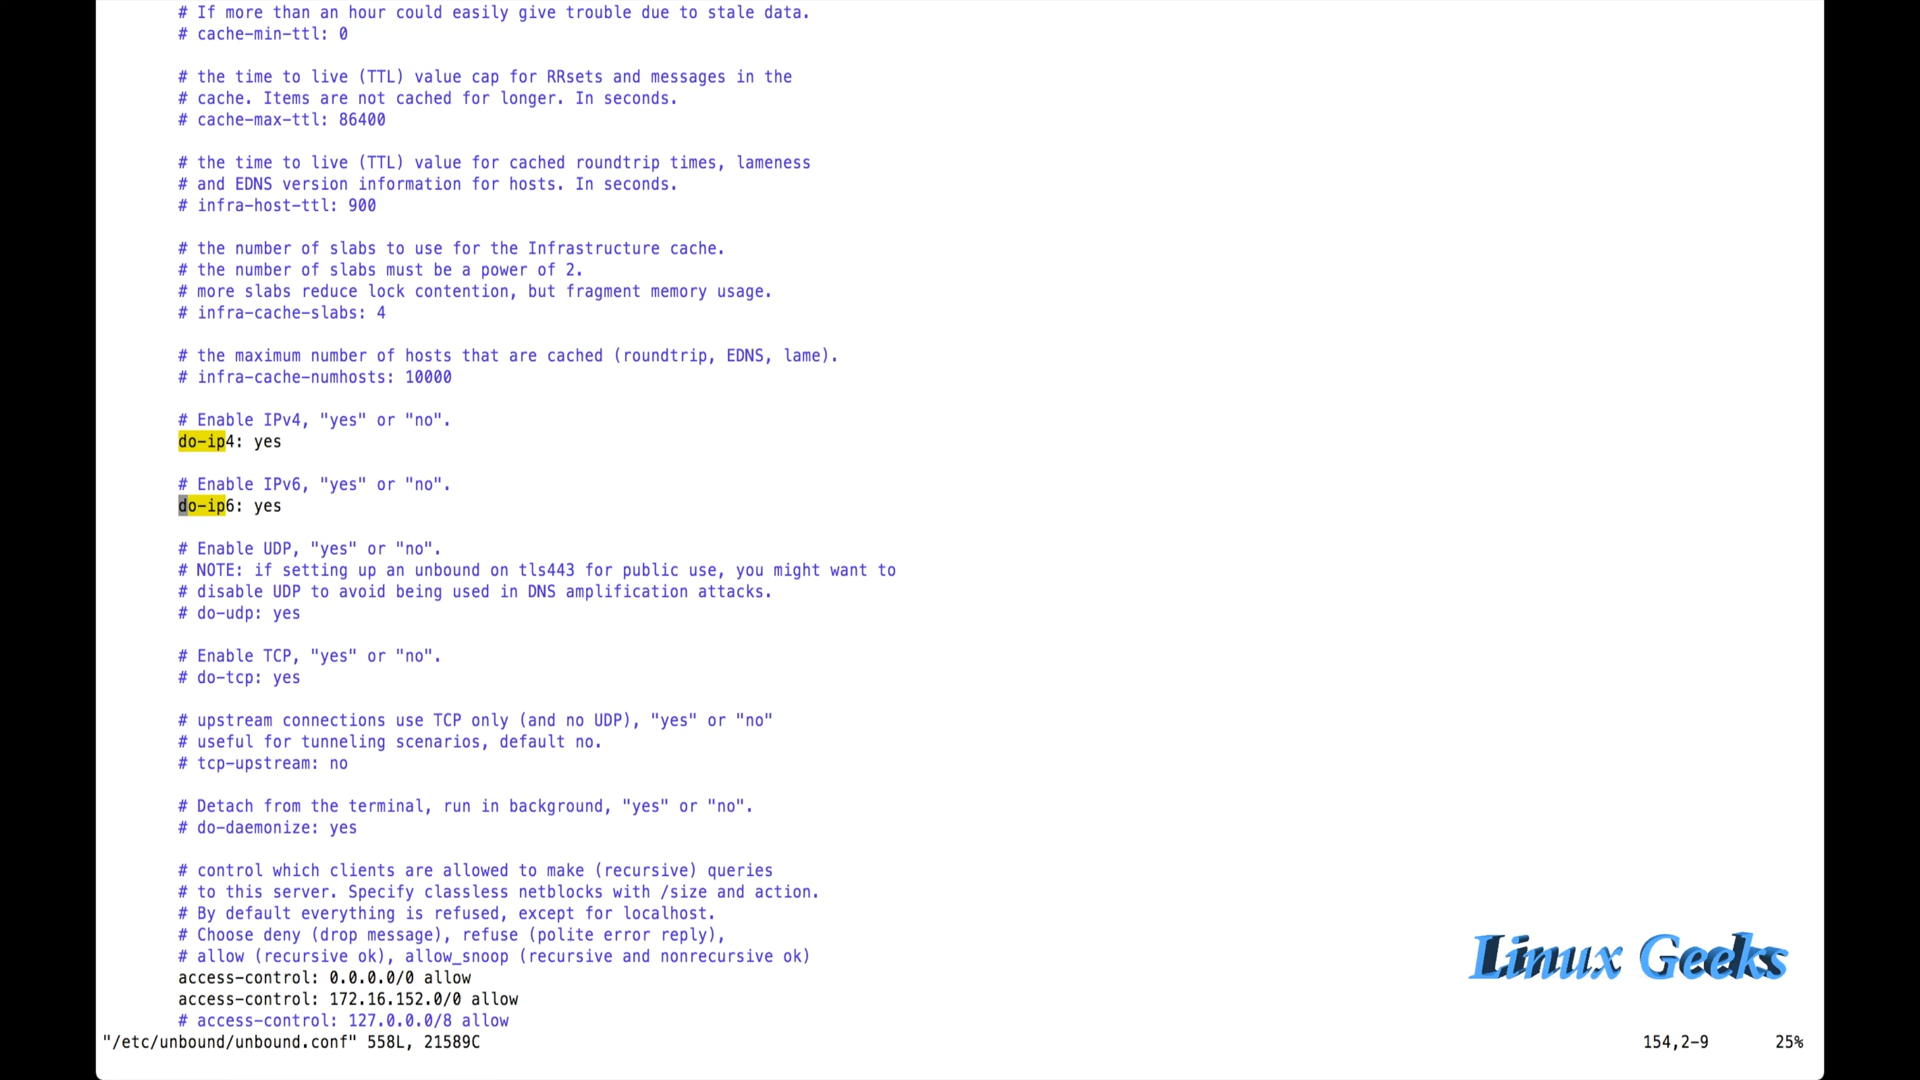 # If more than an hour could easily give trouble due to stale data.
# cache-min-ttl: 0
# the time to live (TTL) value cap for RRsets and messages in the
# cache. Items are not cached for longer. In seconds.
# cache-max-ttl: 86400
# the time to live (TTL) value for cached roundtrip times, lameness
# and EDNS version information for hosts. In seconds.
# infra-host-ttl: 900
# the number of slabs to use for the Infrastructure cache.
# the number of slabs must be a power of 2.
# more slabs reduce lock contention, but fragment memory usage.
# infra-cache-slabs: 4
# the maximum number of hosts that are cached (roundtrip, EDNS, lame).
# infra-cache-numhosts: 10000
# Enable IPv4, "yes" or "no".
do-ip4: yes
# Enable IPv6, "yes" or "no".
do-ip6: yes
# Enable UDP, "yes" or "no".
# NOTE: if setting up an unbound on tls443 for public use, you might want to
# disable UDP to avoid being used in DNS amplification attacks.
# do-udp: yes
# Enable TCP, "yes" or "no".
# do-tcp: yes
# upstream connections use TCP only (and no UDP), "yes" or "no"
# useful for tunneling scenarios, default no.
# tcp-upstream: no
# Detach from the terminal, run in background, "yes" or "no".
# do-daemonize: yes
# control which clients are allowed to make (recursive) queries
# to this server. Specify classless netblocks with /size and action.
# By default everything is refused, except for localhost.
# Choose deny (drop message), refuse (polite error reply),
# allow (recursive ok), allow_snoop (recursive and nonrecursive ok)
access-control: 0.0.0.0/0 allow
access-control: 172.16.152.0/0 allow
# access-control: 127.0.0.0/8 allow
"/etc/unbound/unbound.conf" 558L, 21589C 154,2-9 25%
Linux Geeks